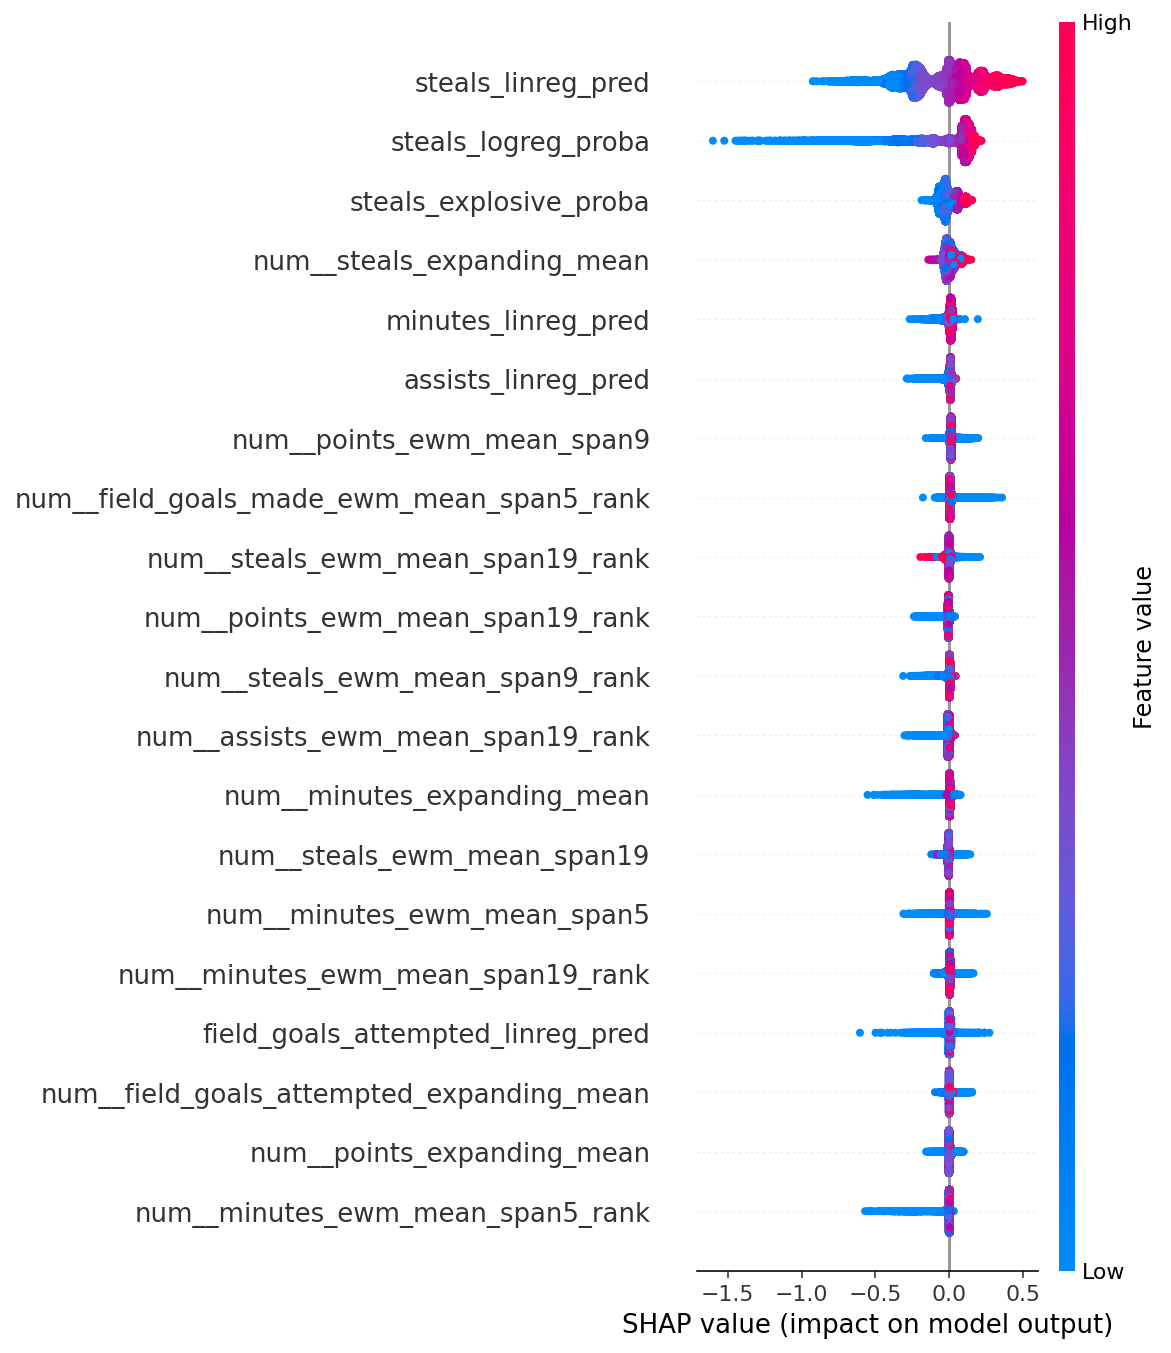 High
steals_linreg_pred
steals_logreg_proba
steals_explosive_proba
num__steals_expanding_mean
minutes_linreg_pred
assists_linreg_pred
num__points_ewm_mean_span9
num__field_goals_made_ewm_mean_span5_rank
num__steals_ewm_mean_span19_rank
num__points_ewm_mean_span19_rank
num__steals_ewm_mean_span9_rank
num__assists_ewm_mean_span19_rank
num__minutes_expanding_mean
num__steals_ewm_mean_span19
num__minutes_ewm_mean_span5
num__minutes_ewm_mean_span19_rank
field_goals_attempted_linreg_pred
num__field_goals_attempted_expanding_mean
num__points_expanding_mean
num__minutes_ewm_mean_span5_rank
Feature value
Low
−1.5 −1.0 −0.5 0.0 0.5
SHAP value (impact on model output)